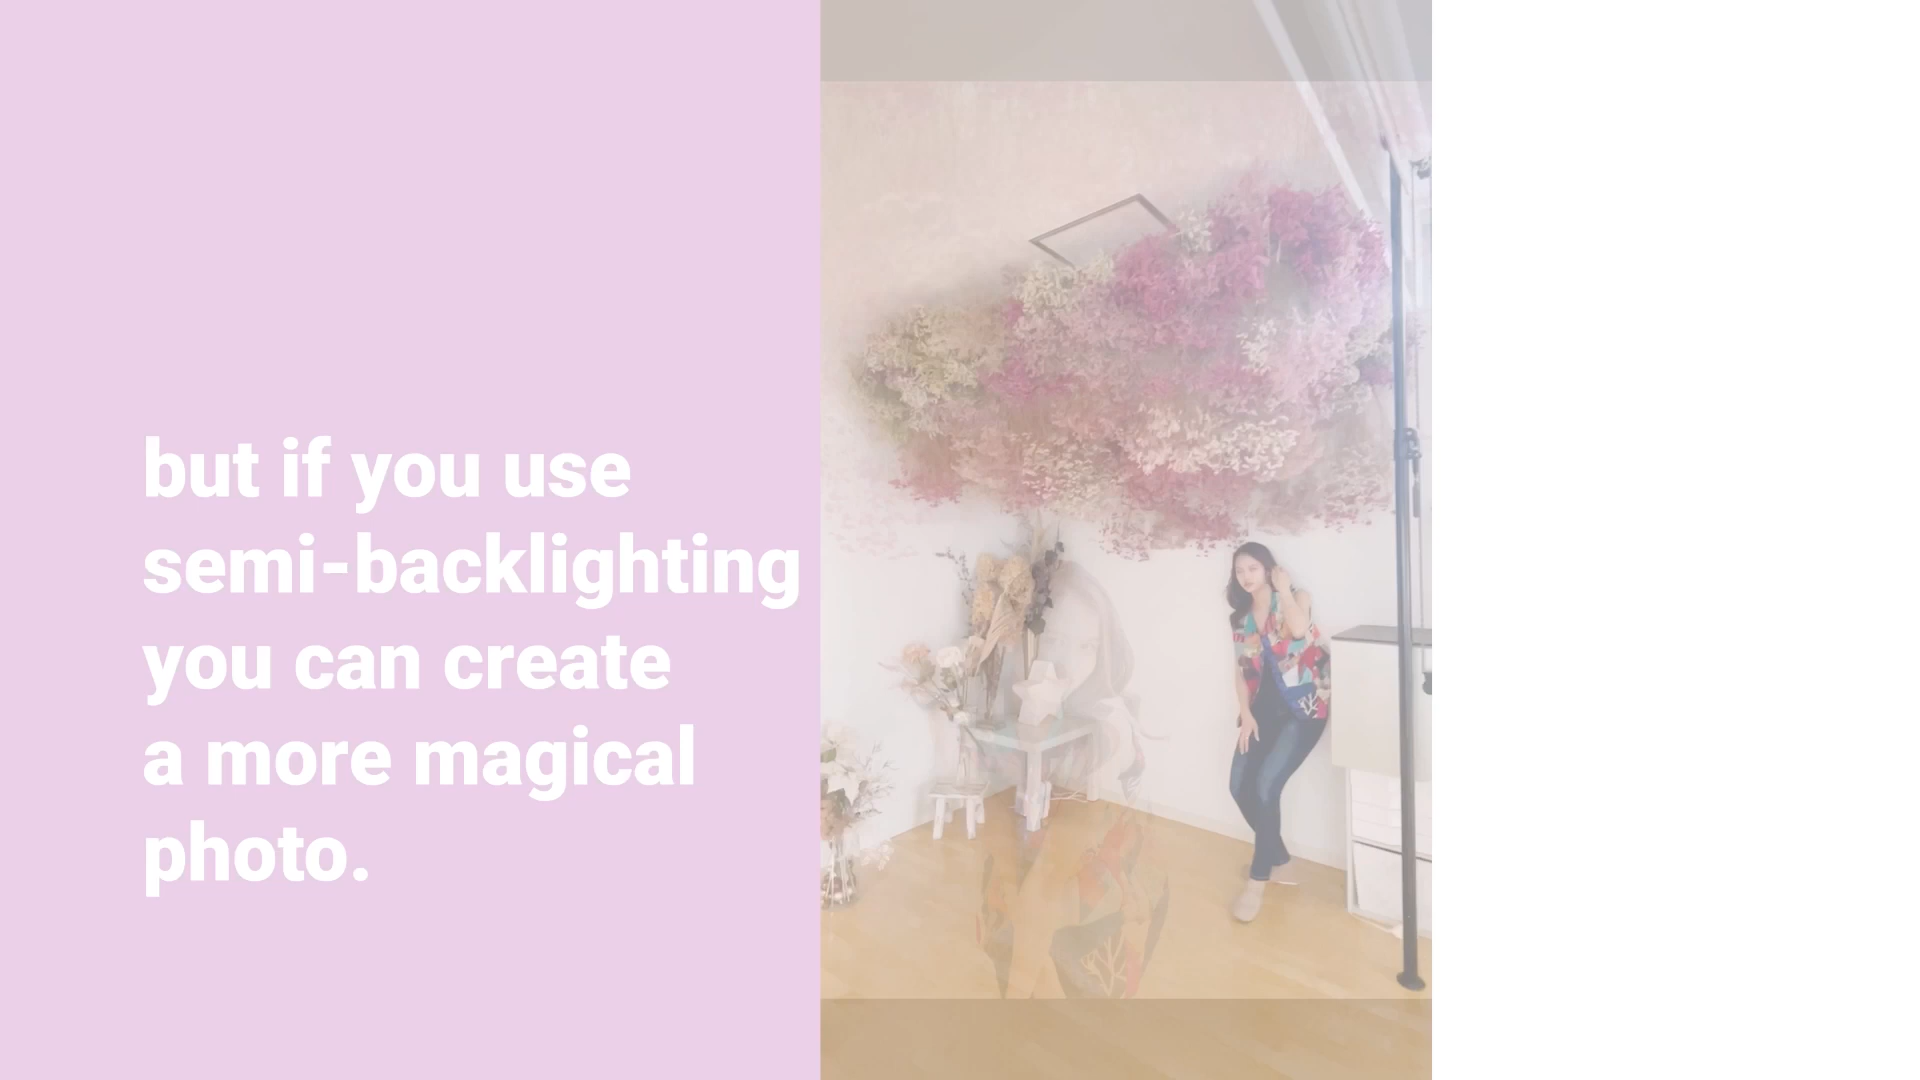 but if you use
semi-backlighting
you can create
a more magical
photo.